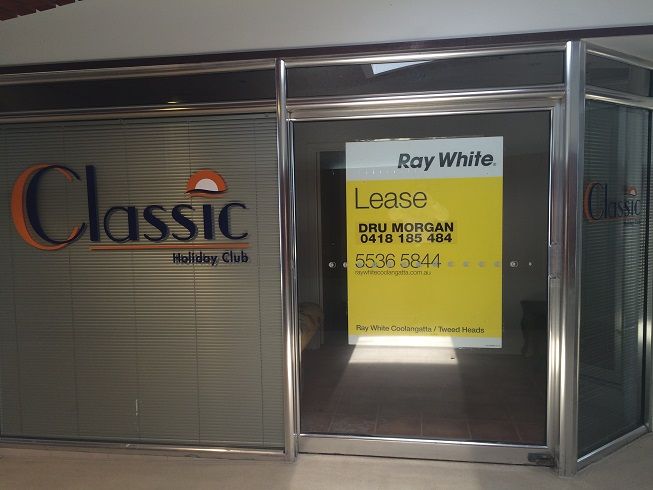 Classic
Holiday Club
Ray White.
Lease
DRU MORGAN
0418 185 484
5536 5844
raywhitecoolangatta.com.au
Ray White Coolangatta / Tweed Heads
Classic